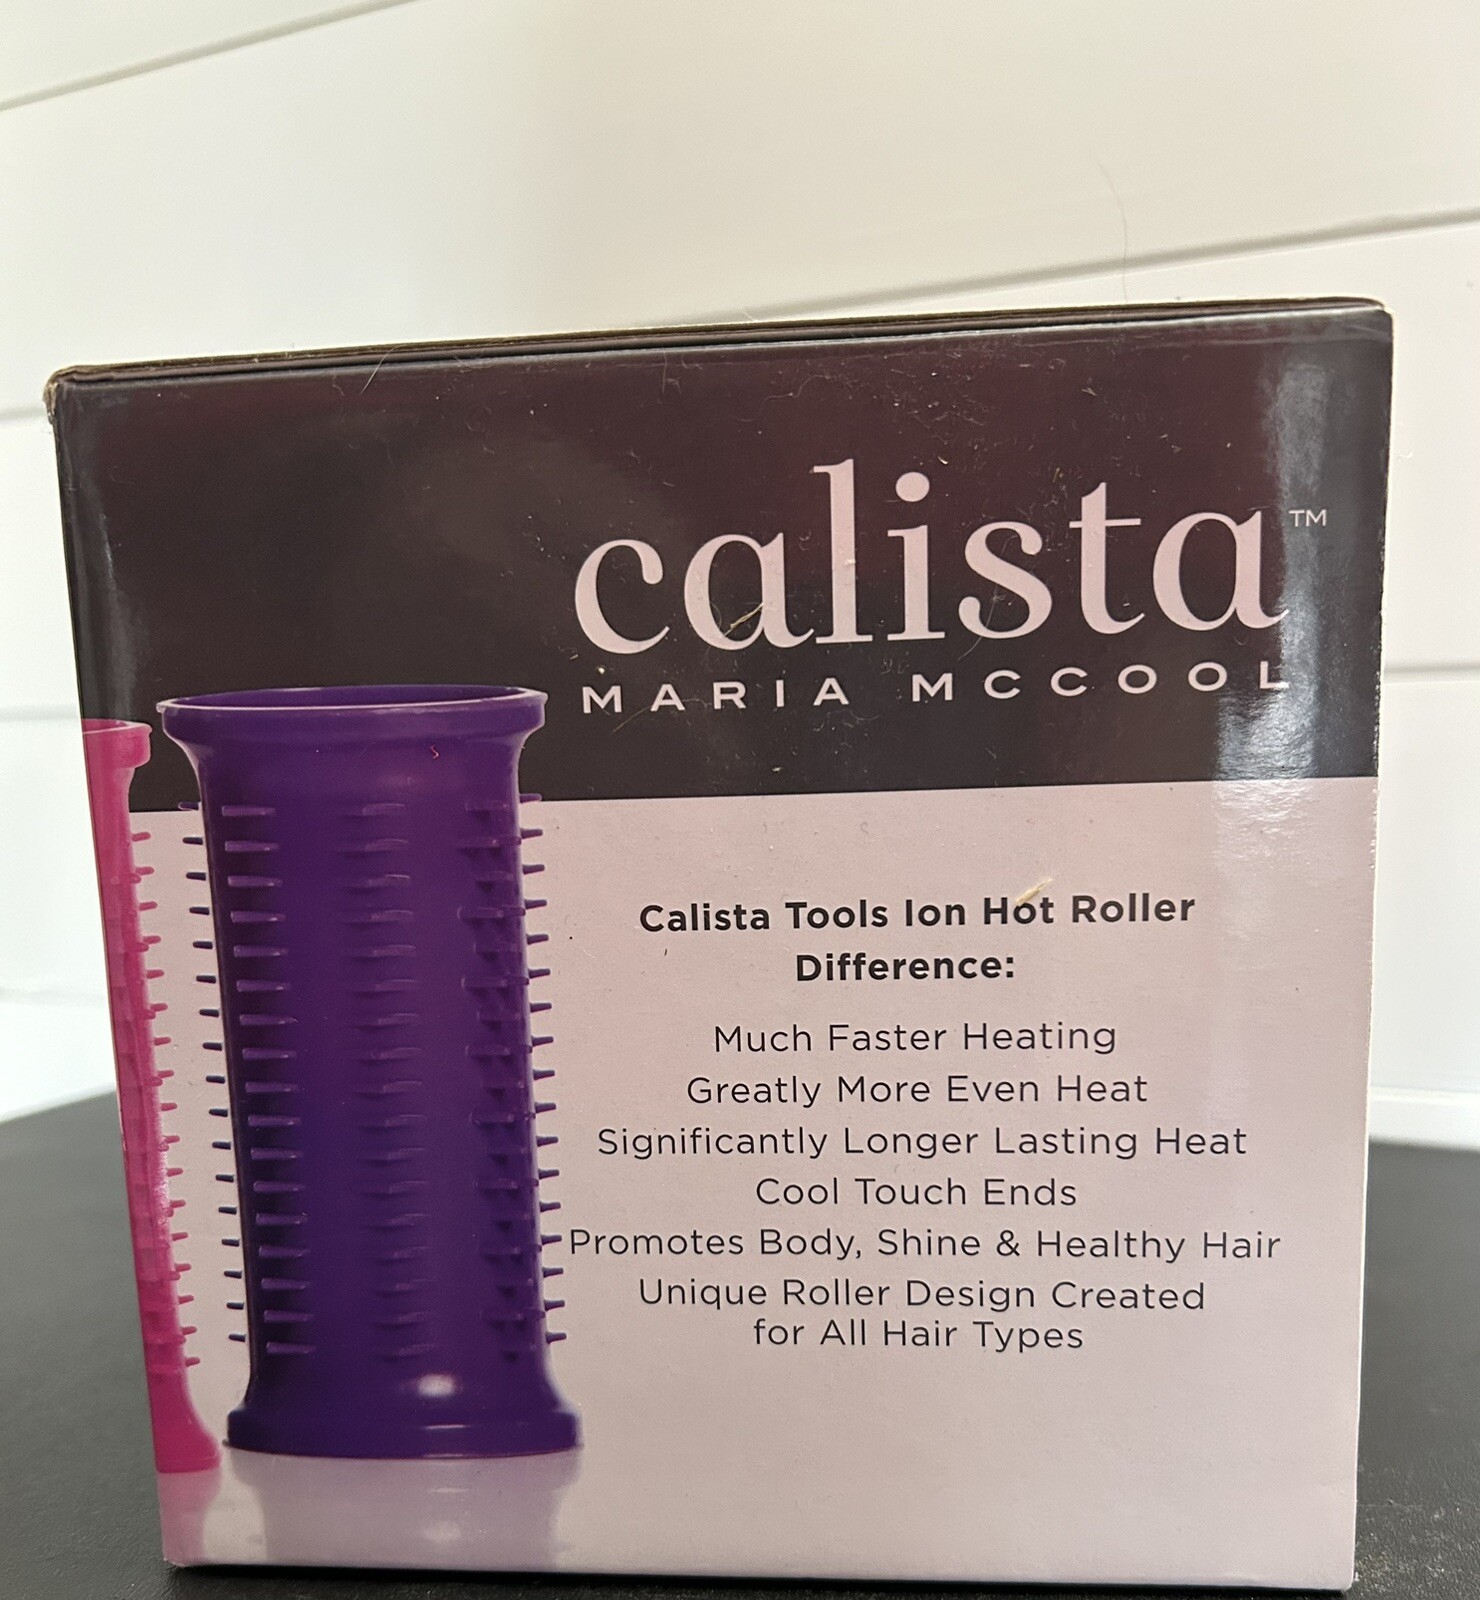 calista™
MARIA MCCOOL
Calista Tools Ion Hot Roller
Difference:
Much Faster Heating
Greatly More Even Heat
Significantly Longer Lasting Heat
Cool Touch Ends
Promotes Body, Shine & Healthy Hair
Unique Roller Design Created
for All Hair Types